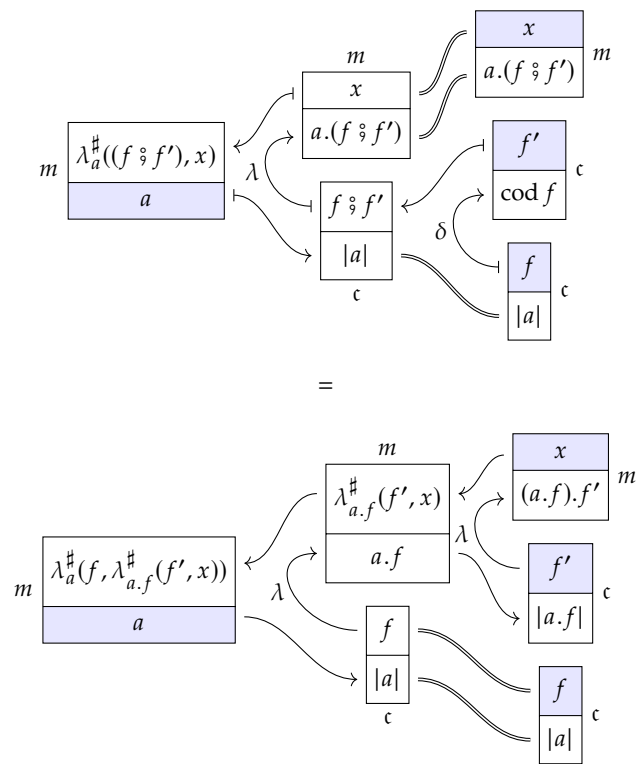 x
a.(f ⨟ f′)
m
m
x
a.(f ⨟ f′)
m
λ♯a((f ⨟ f′), x)
a
λ
f ⨟ f′
|a|
𝔠
f′
cod f
𝔠
δ
f
|a|
𝔠
=
x
(a.f).f′
m
m
λ♯a.f(f′, x)
a.f
λ
f′
|a.f|
𝔠
m
λ♯a(f, λ♯a.f(f′, x))
a
λ
f
|a|
𝔠
f
|a|
𝔠